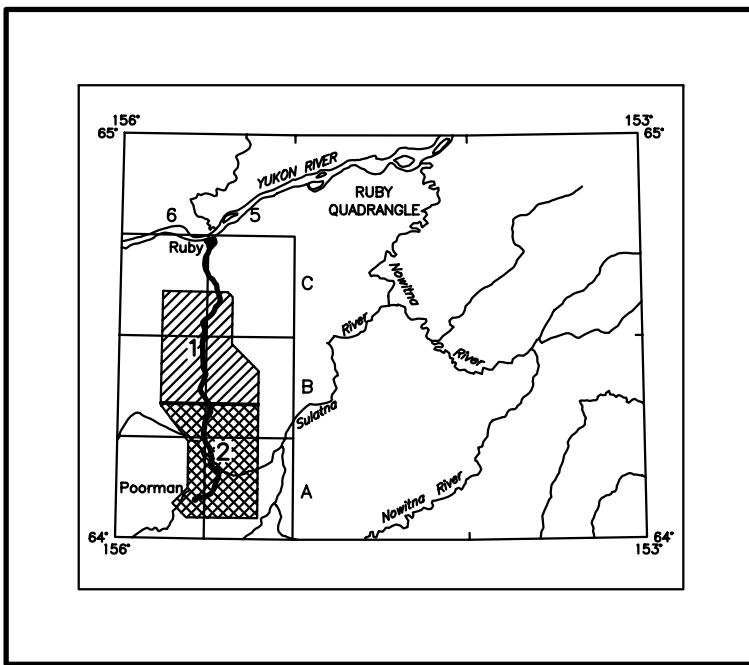 156°
153°
65°
65°
YUKON RIVER
RUBY
QUADRANGLE
6
5
Ruby
C
Nowitna
River
River
1
B
Sulatna
2
Poorman
A
Nowitna River
64°
64°
156°
153°